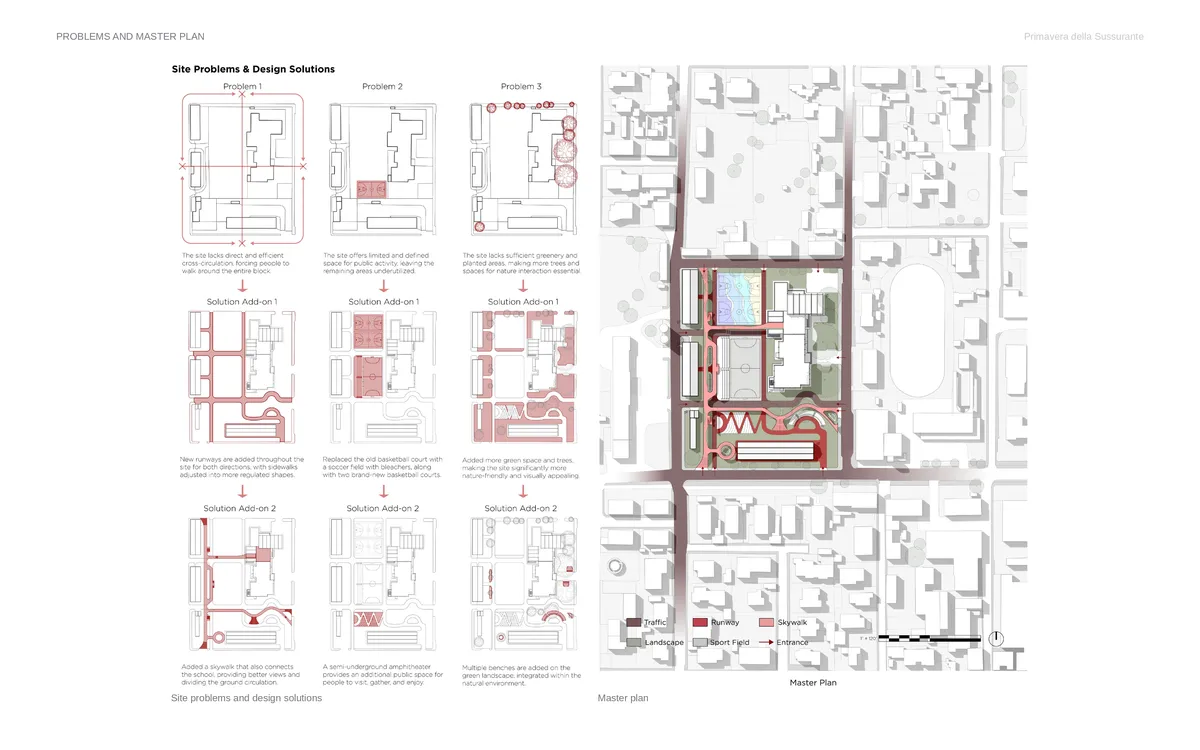 PROBLEMS AND MASTER PLAN
Primavera della Sussurante
Site Problems & Design Solutions
Problem 1
Problem 2
Problem 3
The site lacks direct and efficient
cross-circulation, forcing people to
walk around the entire block.
The site offers limited and defined
space for public activity, leaving the
remaining areas underutilized.
The site lacks sufficient greenery and
planted areas, making more trees and
spaces for nature interaction essential
Solution Add-on 1
Solution Add-on 1
Solution Add-on 1
New runways are added throughout the
site for both directions, with sidewalks
adjusted into more regulated shapes.
Replaced the old basketball court with
a soccer field with bleachers, along
with two brand-new basketball courts.
Added more green space and trees,
making the site significantly more
nature-friendly and visually appealing.
Solution Add-on 2
Solution Add-on 2
Solution Add-on 2
Added a skywalk that also connects
the school, providing better views and
dividing the ground circulation.
A semi-underground amphitheater
provides an additional public space for
people to visit, gather, and enjoy.
Multiple benches are added on the
green landscape, integrated within the
natural environment.
Site problems and design solutions
Traffic
Runway
Skywalk
Landscape
Sport Field
Entrance
Master Plan
Master plan